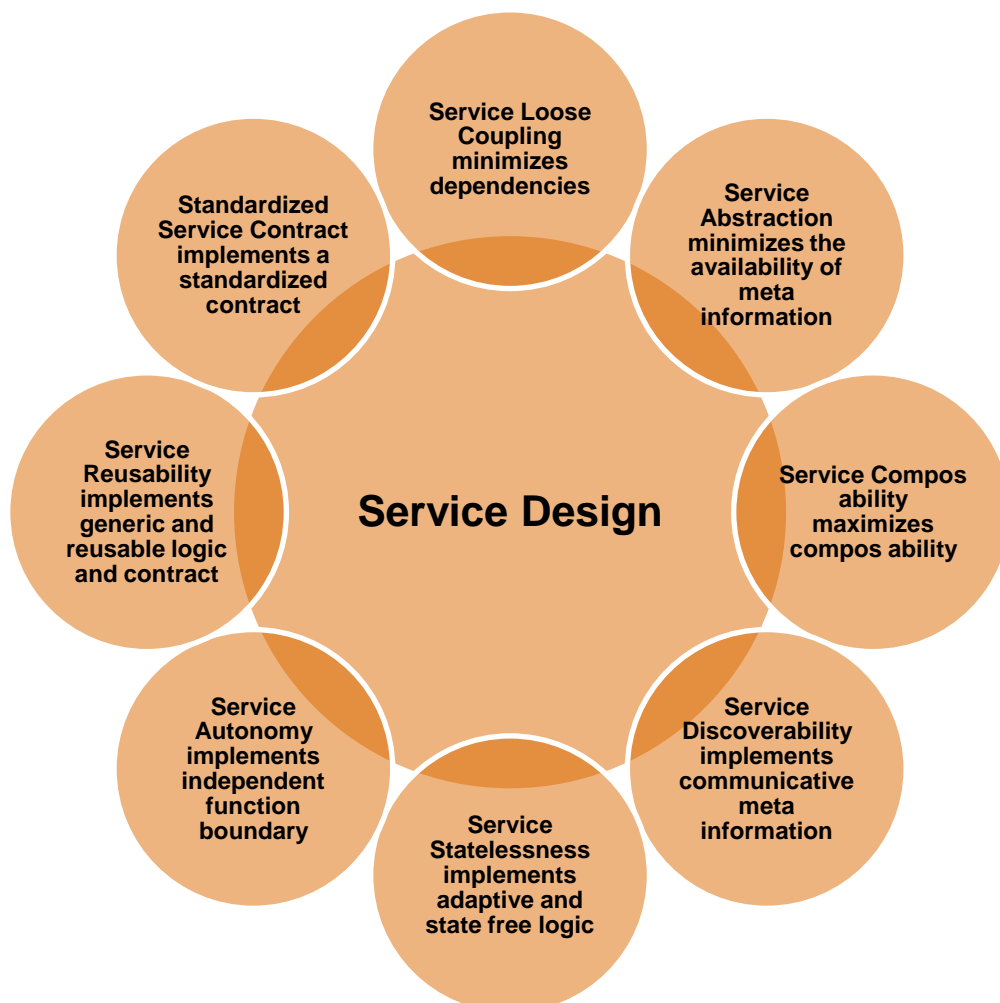 Service Loose
Coupling
minimizes
dependencies
Service
Abstraction
minimizes the
availability of
meta
information
Service Compos
ability
maximizes
compos ability
Service
Discoverability
implements
communicative
meta
information
Service
Statelessness
implements
adaptive and
state free logic
Service
Autonomy
implements
independent
function
boundary
Service
Reusability
implements
generic and
reusable logic
and contract
Standardized
Service Contract
implements a
standardized
contract
Service Design